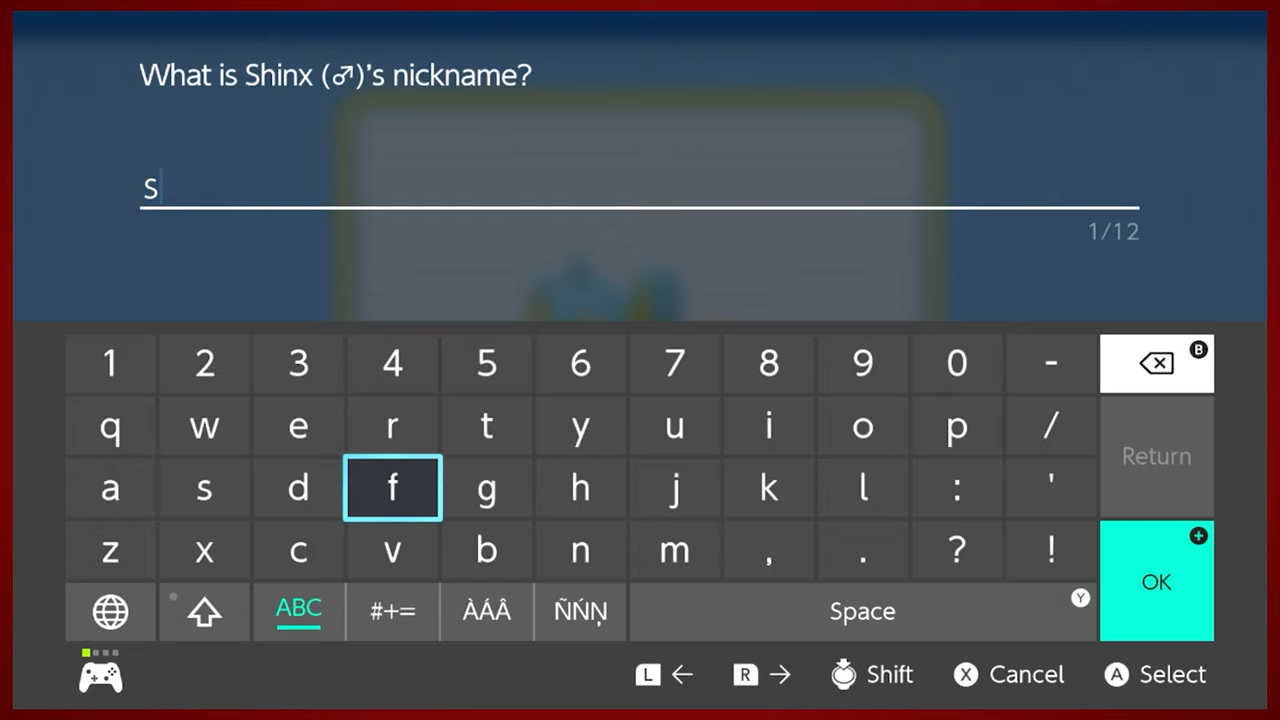 What is Shinx (♂)'s nickname?
S
1/12
1 2 3 4 5 6 7 8 9 0 - B
q w e r t y u i o p / Return
a s d f g h j k l : '
z x c v b n m , . ? ! + OK
ABC #+= ÀÁÂ ÑŃŅ Space Y
L ← R → Shift X Cancel A Select